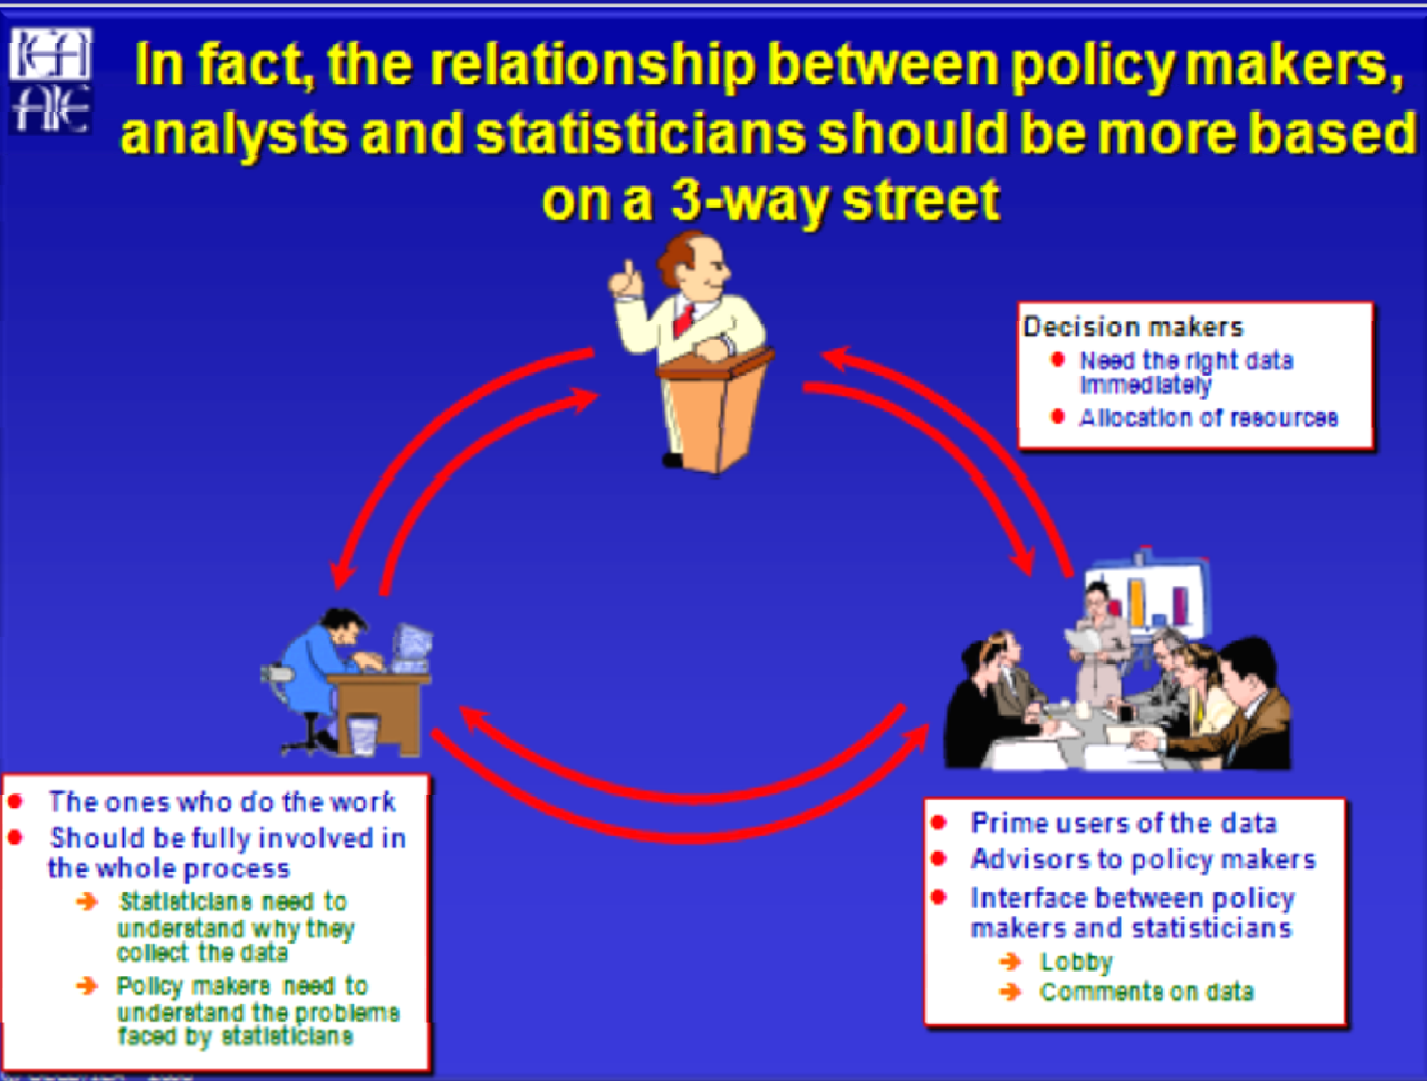 In fact, the relationship between policy makers,
analysts and statisticians should be more based
on a 3-way street
Decision makers
Need the right data
immediately
Allocation of resources
The ones who do the work
Should be fully involved in
the whole process
Statisticians need to
understand why they
collect the data
Policy makers need to
understand the problems
faced by statisticians
Prime users of the data
Advisors to policy makers
Interface between policy
makers and statisticians
Lobby
Comments on data